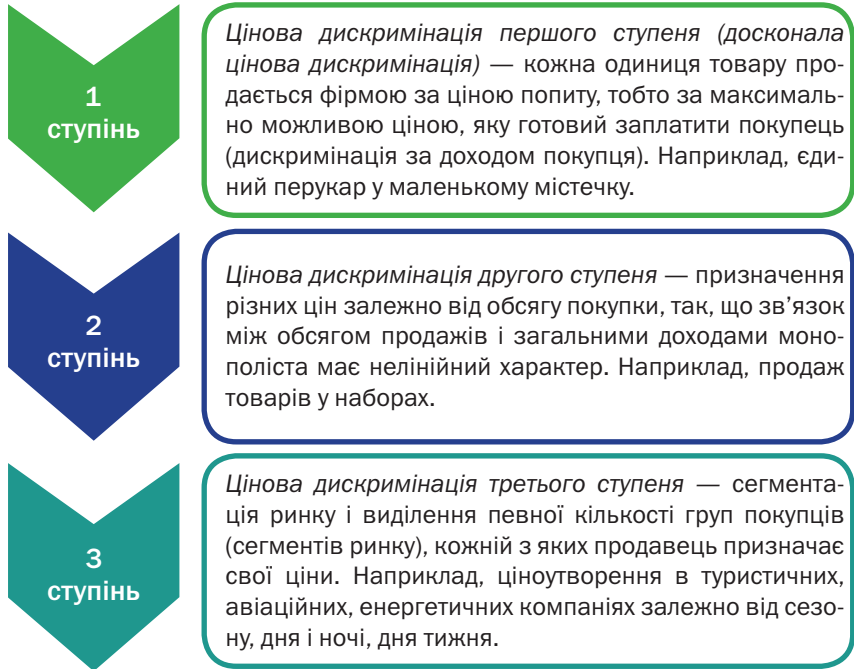 1
ступінь
Цінова дискримінація першого ступеня (досконала
цінова дискримінація) — кожна одиниця товару про-
дається фірмою за ціною попиту, тобто за максималь-
но можливою ціною, яку готовий заплатити покупець
(дискримінація за доходом покупця). Наприклад, єди-
ний перукар у маленькому містечку.
2
ступінь
Цінова дискримінація другого ступеня — призначення
різних цін залежно від обсягу покупки, так, що зв’язок
між обсягом продажів і загальними доходами моно-
поліста має нелінійний характер. Наприклад, продаж
товарів у наборах.
3
ступінь
Цінова дискримінація третього ступеня — сегмента-
ція ринку і виділення певної кількості груп покупців
(сегментів ринку), кожній з яких продавець призначає
свої ціни. Наприклад, ціноутворення в туристичних,
авіаційних, енергетичних компаніях залежно від сезо-
ну, дня і ночі, дня тижня.